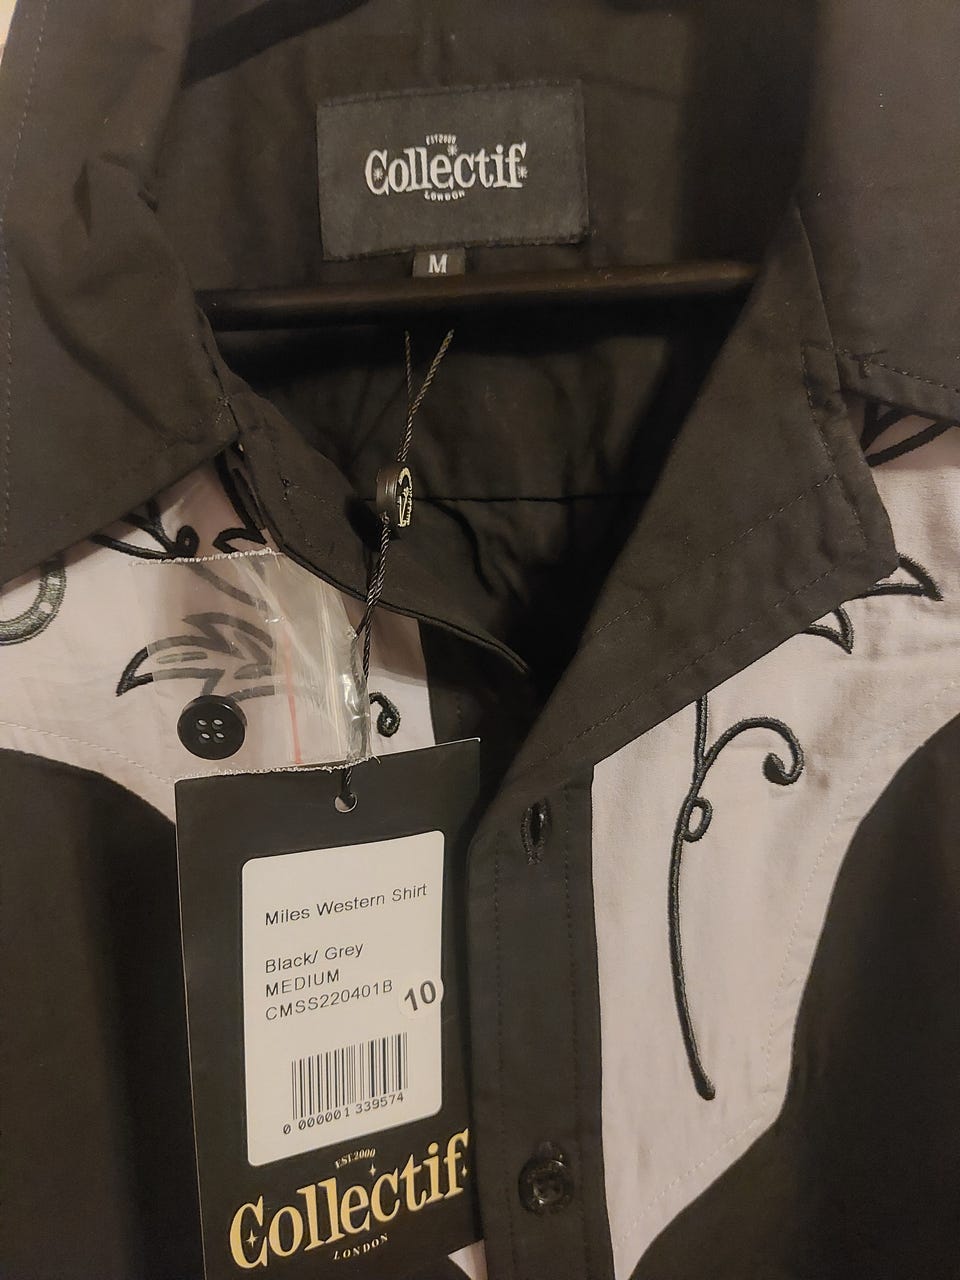 EST 2000
Collectif
LONDON
M
Miles Western Shirt
Black/ Grey
MEDIUM
CMSS220401B
10
0 000001 339574
EST.2000
Collectif
LONDON